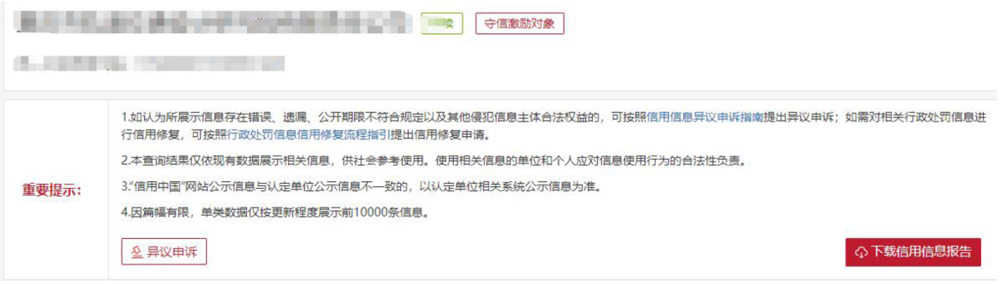 续 守信激励对象
1.如认为所展示信息存在错误、遗漏、公开期限不符合规定以及其他侵犯信息主体合法权益的，可按照信用信息异议申诉指南提出异议申诉；如需对相关行政处罚信息进
行信用修复，可按照行政处罚信息信用修复流程指引提出信用修复申请。
2.本查询结果仅依现有数据展示相关信息，供社会参考使用。使用相关信息的单位和个人应对信息使用行为的合法性负责。
重要提示：
3.“信用中国”网站公示信息与认定单位公示信息不一致的，以认定单位相关系统公示信息为准。
4.因篇幅有限，单类数据仅按更新程度展示前10000条信息。
异议申诉 下载信用信息报告